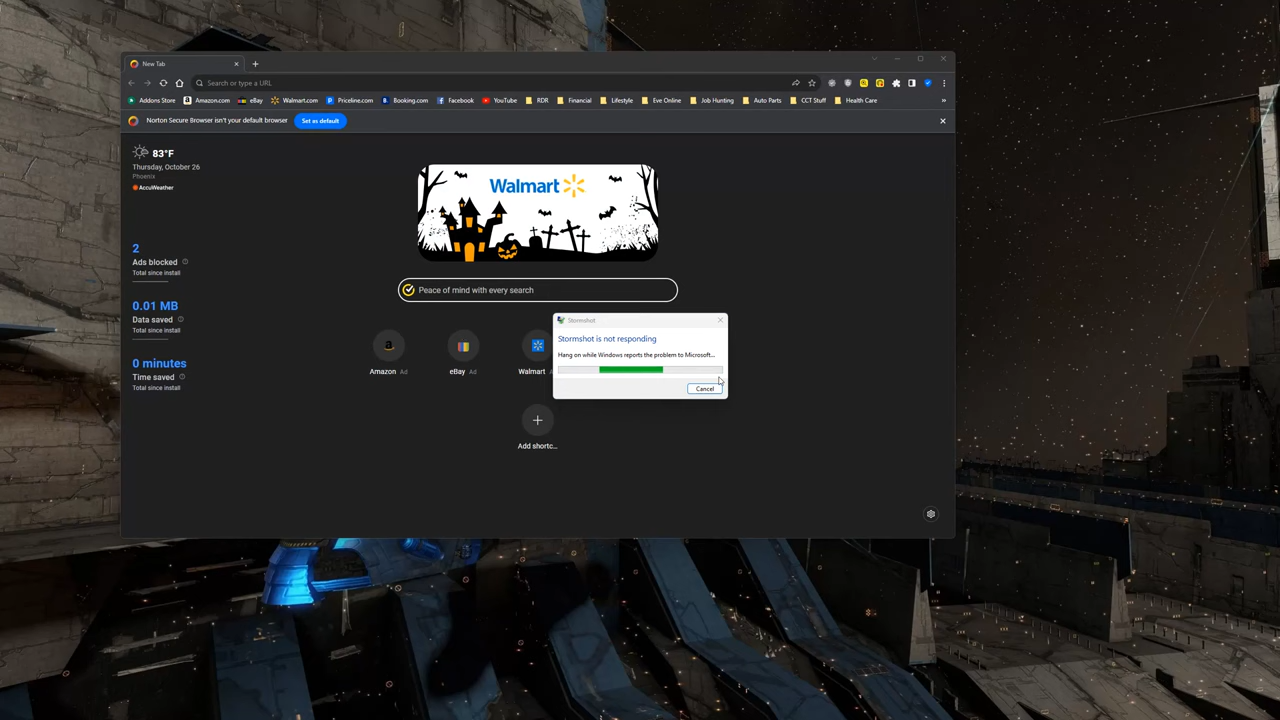 New Tab
Search or type a URL
Addons Store
Amazon.com
eBay
Walmart.com
Priceline.com
Booking.com
Facebook
YouTube
RDR
Financial
Lifestyle
Eve Online
Job Hunting
Auto Parts
CCT Stuff
Health Care
»
Norton Secure Browser isn't your default browser
Set as default
83°F
Thursday, October 26
Phoenix
AccuWeather
Walmart
2
Ads blocked
Total since install
0.01 MB
Data saved
Total since install
0 minutes
Time saved
Total since install
Peace of mind with every search
Amazon Ad
eBay Ad
Walmart
Add shortc...
Stormshot
Stormshot is not responding
Hang on while Windows reports the problem to Microsoft...
Cancel